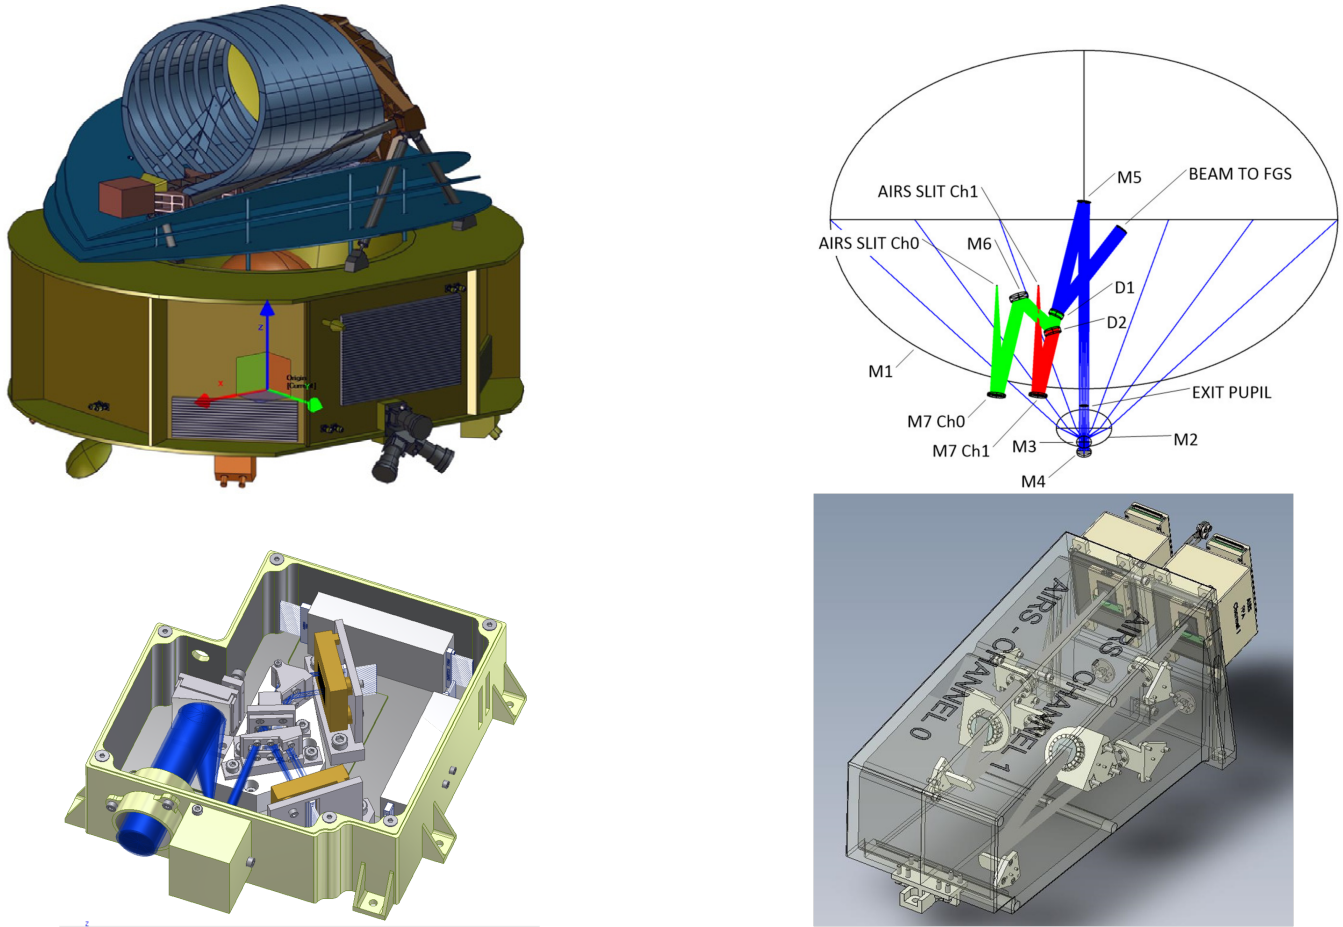 z
x
Origin
M5
BEAM TO FGS
AIRS SLIT Ch1
AIRS SLIT Ch0
M6
D1
D2
M1
EXIT PUPIL
M7 Ch0
M7 Ch1
M3
M2
M4
AIRS - CHANNEL 0
AIRS CHANNEL 1
z